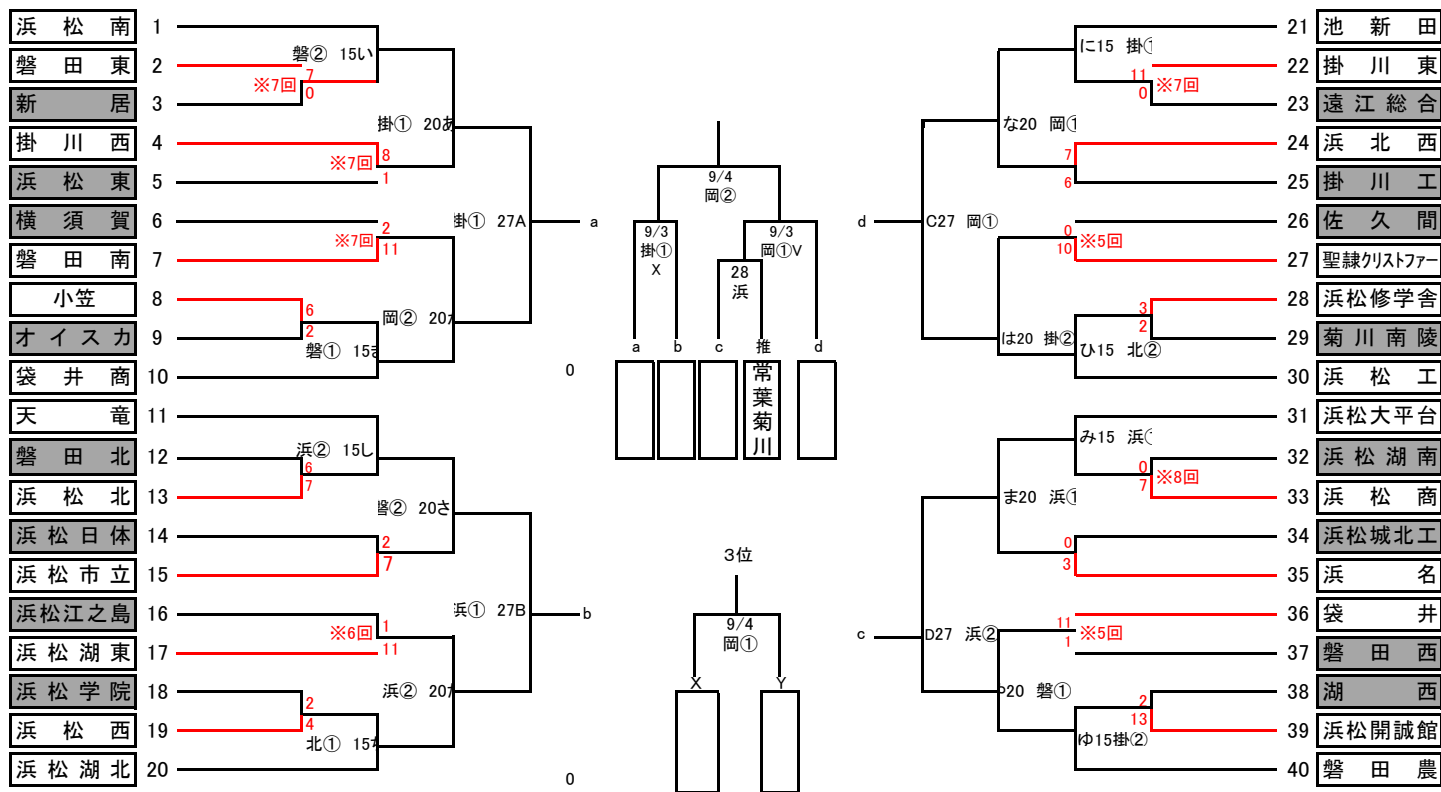 浜松南 1
磐② 15い
磐田東 2
7
※7回
0
新居 3
掛① 20あ
掛川西 4
8
※7回
1
浜松東 5
横須賀 6
2
※7回
11
掛① 27A
a
磐田南 7
小笠 8
6
岡② 20
オイスカ 9
2
磐① 15
袋井商 10
0
天竜 11
浜② 15し
磐田北 12
6
7
浜松北 13
磐② 20さ
浜松日体 14
2
7
浜松市立 15
浜① 27B
b
浜松江之島 16
1
※6回
11
浜松湖東 17
浜松学院 18
2
浜② 20
4
浜松西 19
北① 15
浜松湖北 20
0
9/4
岡②
9/3
掛①
X
9/3
岡①V
28
浜
a b c 推 d
常葉菊川
3位
9/4
岡①
X Y
21 池新田
に15 掛①
22 掛川東
11
※7回
0
23 遠江総合
な20 岡①
24 浜北西
7
6
25 掛川工
d
C27 岡①
26 佐久間
0
※5回
10
27 聖隷クリストファー
28 浜松修学舎
3
2
29 菊川南陵
は20 掛②
ひ15 北②
30 浜松工
31 浜松大平台
み15 浜①
32 浜松湖南
0
※8回
7
33 浜松商
ま20 浜①
34 浜松城北工
0
3
35 浜名
c
D27 浜②
36 袋井
11
※5回
1
37 磐田西
20 磐①
38 湖西
2
13
39 浜松開誠館
ゆ15掛②
40 磐田農